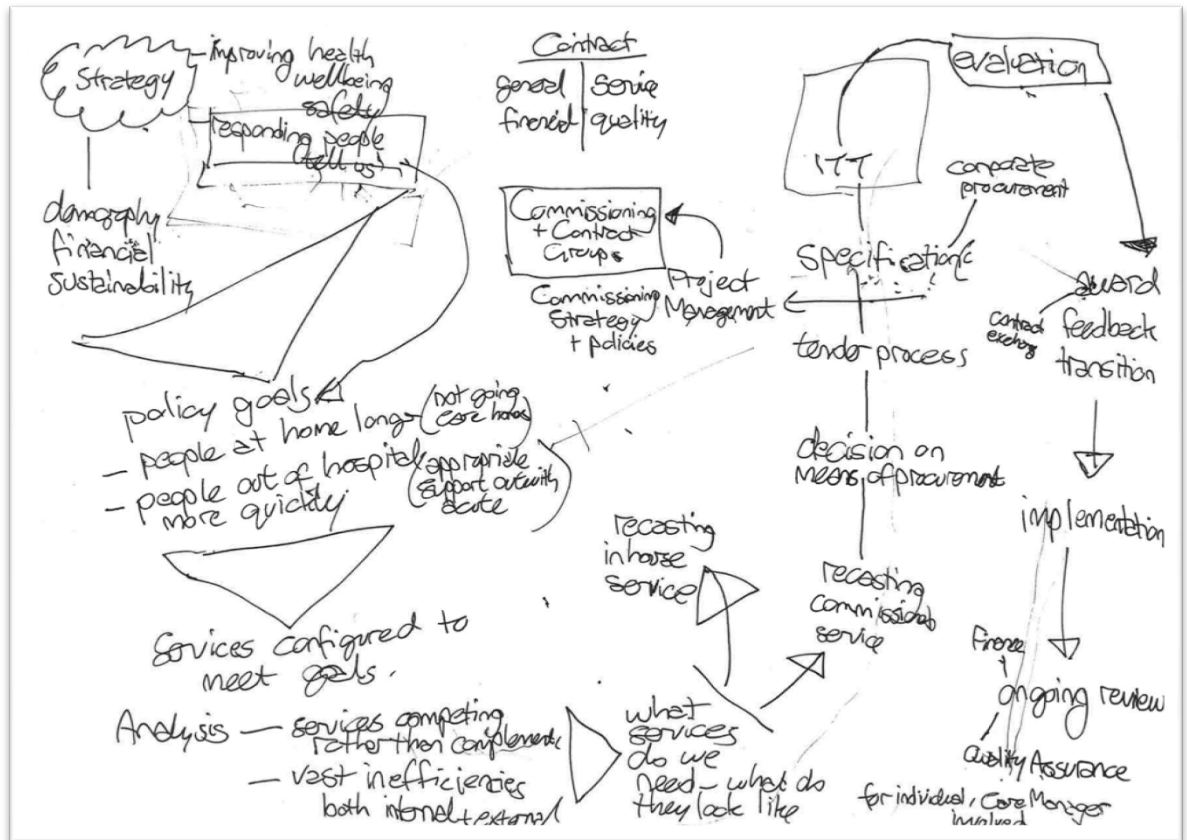 Strategy
- improving health
wellbeing
safety
responding people
tell us
demography
financial
sustainability
policy goals
- people at home longer (not going
care homes)
- people out of hospital
more quickly
(appropriate
support outwith
acute)
Services configured to
meet goals.
Analysis - services competing
rather than complement
- vast inefficiencies
both internal + external
what
services
do we
need - what do
they look like
recasting
inhouse
service
recasting
commissioned
service
decision on
means of procurement
tender process
specification
corporate
procurement
ITT
evaluation
Project
Management
Commissioning
+ Contract
Groups
Commissioning
Strategy
+ policies
Contract
general
financial
service
quality
award
feedback
transition
contract
implementation
ongoing review
finance
Quality Assurance
for individual, Care Manager
involved